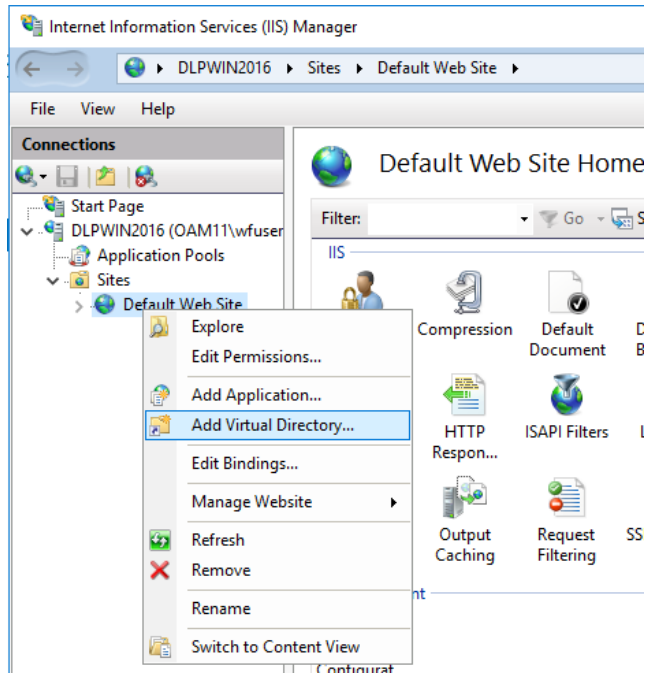 Internet Information Services (IIS) Manager
DLPWIN2016 Sites Default Web Site
File View Help
Connections
Start Page
DLPWIN2016 (OAM11\wfuser
Application Pools
Sites
Default Web Site
Explore
Edit Permissions...
Add Application...
Add Virtual Directory...
Edit Bindings...
Manage Website
Refresh
Remove
Rename
Switch to Content View
Default Web Site Home
Filter: Go S
IIS
Compression Default Document D B
HTTP Respon... ISAPI Filters L
Output Caching Request Filtering SS
nt
Configurat